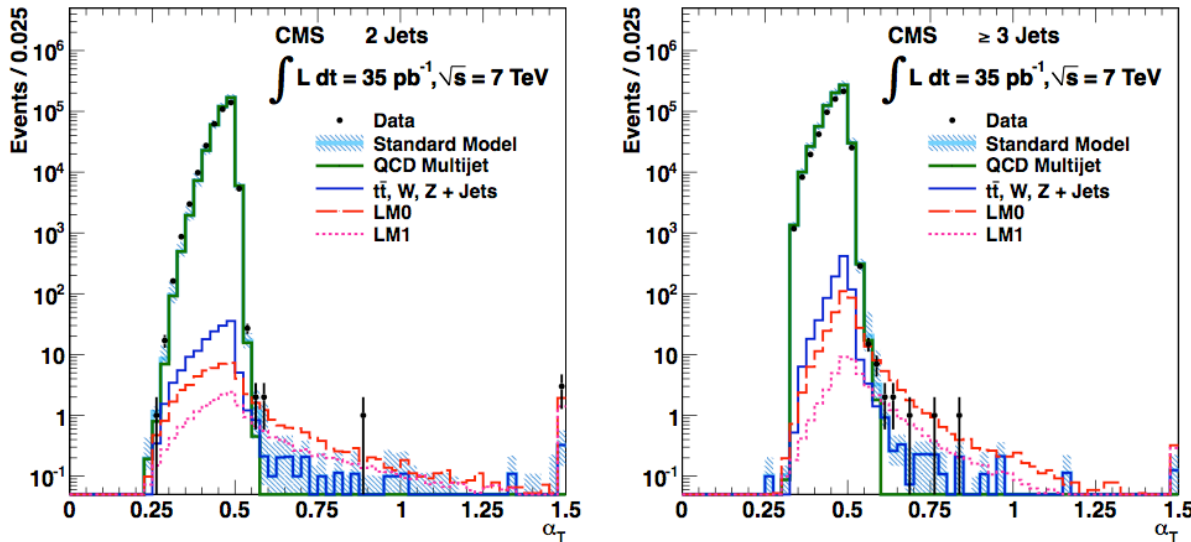 CMS 2 Jets
∫ L dt = 35 pb⁻¹, √s = 7 TeV
Data
Standard Model
QCD Multijet
tt̄, W, Z + Jets
LM0
LM1
Events / 0.025
10⁶
10⁵
10⁴
10³
10²
10
1
10⁻¹
0 0.25 0.5 0.75 1 1.25 1.5
α_T
CMS ≥ 3 Jets
∫ L dt = 35 pb⁻¹, √s = 7 TeV
Data
Standard Model
QCD Multijet
tt̄, W, Z + Jets
LM0
LM1
Events / 0.025
10⁶
10⁵
10⁴
10³
10²
10
1
10⁻¹
0 0.25 0.5 0.75 1 1.25 1.5
α_T